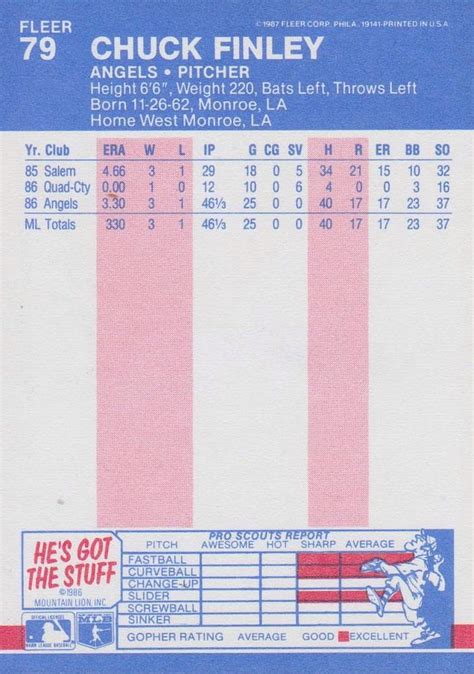 FLEER
79
©1987 FLEER CORP. PHILA. 19141-PRINTED IN U.S.A
CHUCK FINLEY
ANGELS • PITCHER
Height 6'6", Weight 220, Bats Left, Throws Left
Born 11-26-62, Monroe, LA
Home West Monroe, LA
Yr. Club ERA W L IP G CG SV H R ER BB SO
85 Salem 4.66 3 1 29 18 0 5 34 21 15 10 32
86 Quad-Cty 0.00 1 0 12 10 0 6 4 0 0 3 16
86 Angels 3.30 3 1 46⅓ 25 0 0 40 17 17 23 37
ML Totals 330 3 1 46⅓ 25 0 0 40 17 17 23 37
HE'S GOT
THE STUFF
©1986
MOUNTAIN LION, INC.
PRO SCOUTS REPORT
PITCH AWESOME HOT SHARP AVERAGE
FASTBALL
CURVEBALL
CHANGE-UP
SLIDER
SCREWBALL
SINKER
GOPHER RATING AVERAGE GOOD EXCELLENT
MLB